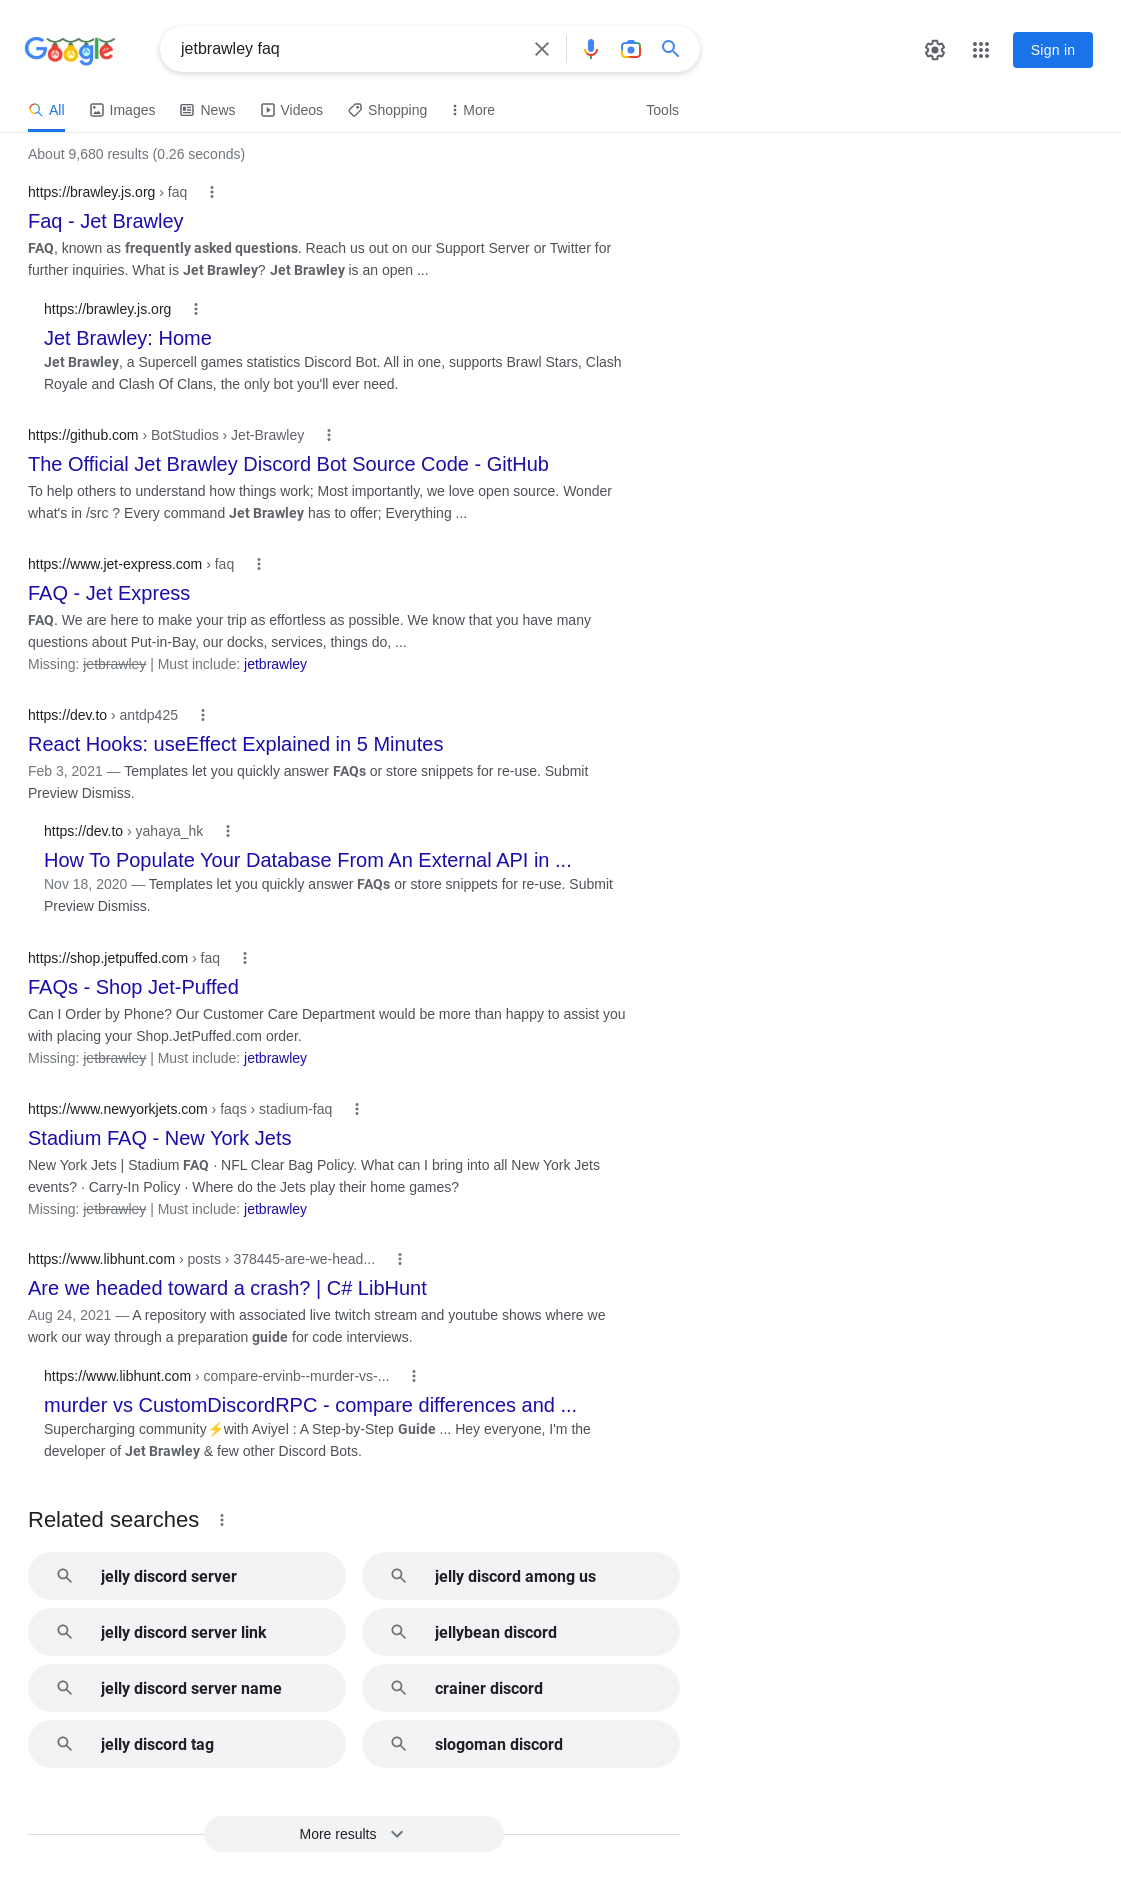 Google
jetbrawley faq
Sign in
All Images News Videos Shopping More Tools
About 9,680 results (0.26 seconds)
https://brawley.js.org › faq
Faq - Jet Brawley
FAQ, known as frequently asked questions. Reach us out on our Support Server or Twitter for
further inquiries. What is Jet Brawley? Jet Brawley is an open ...
https://brawley.js.org
Jet Brawley: Home
Jet Brawley, a Supercell games statistics Discord Bot. All in one, supports Brawl Stars, Clash
Royale and Clash Of Clans, the only bot you'll ever need.
https://github.com › BotStudios › Jet-Brawley
The Official Jet Brawley Discord Bot Source Code - GitHub
To help others to understand how things work; Most importantly, we love open source. Wonder
what's in /src ? Every command Jet Brawley has to offer; Everything ...
https://www.jet-express.com › faq
FAQ - Jet Express
FAQ. We are here to make your trip as effortless as possible. We know that you have many
questions about Put-in-Bay, our docks, services, things do, ...
Missing: jetbrawley | Must include: jetbrawley
https://dev.to › antdp425
React Hooks: useEffect Explained in 5 Minutes
Feb 3, 2021 — Templates let you quickly answer FAQs or store snippets for re-use. Submit
Preview Dismiss.
https://dev.to › yahaya_hk
How To Populate Your Database From An External API in ...
Nov 18, 2020 — Templates let you quickly answer FAQs or store snippets for re-use. Submit
Preview Dismiss.
https://shop.jetpuffed.com › faq
FAQs - Shop Jet-Puffed
Can I Order by Phone? Our Customer Care Department would be more than happy to assist you
with placing your Shop.JetPuffed.com order.
Missing: jetbrawley | Must include: jetbrawley
https://www.newyorkjets.com › faqs › stadium-faq
Stadium FAQ - New York Jets
New York Jets | Stadium FAQ · NFL Clear Bag Policy. What can I bring into all New York Jets
events? · Carry-In Policy · Where do the Jets play their home games?
Missing: jetbrawley | Must include: jetbrawley
https://www.libhunt.com › posts › 378445-are-we-head...
Are we headed toward a crash? | C# LibHunt
Aug 24, 2021 — A repository with associated live twitch stream and youtube shows where we
work our way through a preparation guide for code interviews.
https://www.libhunt.com › compare-ervinb--murder-vs-...
murder vs CustomDiscordRPC - compare differences and ...
Supercharging community⚡with Aviyel : A Step-by-Step Guide ... Hey everyone, I'm the
developer of Jet Brawley & few other Discord Bots.
Related searches
jelly discord server
jelly discord among us
jelly discord server link
jellybean discord
jelly discord server name
crainer discord
jelly discord tag
slogoman discord
More results